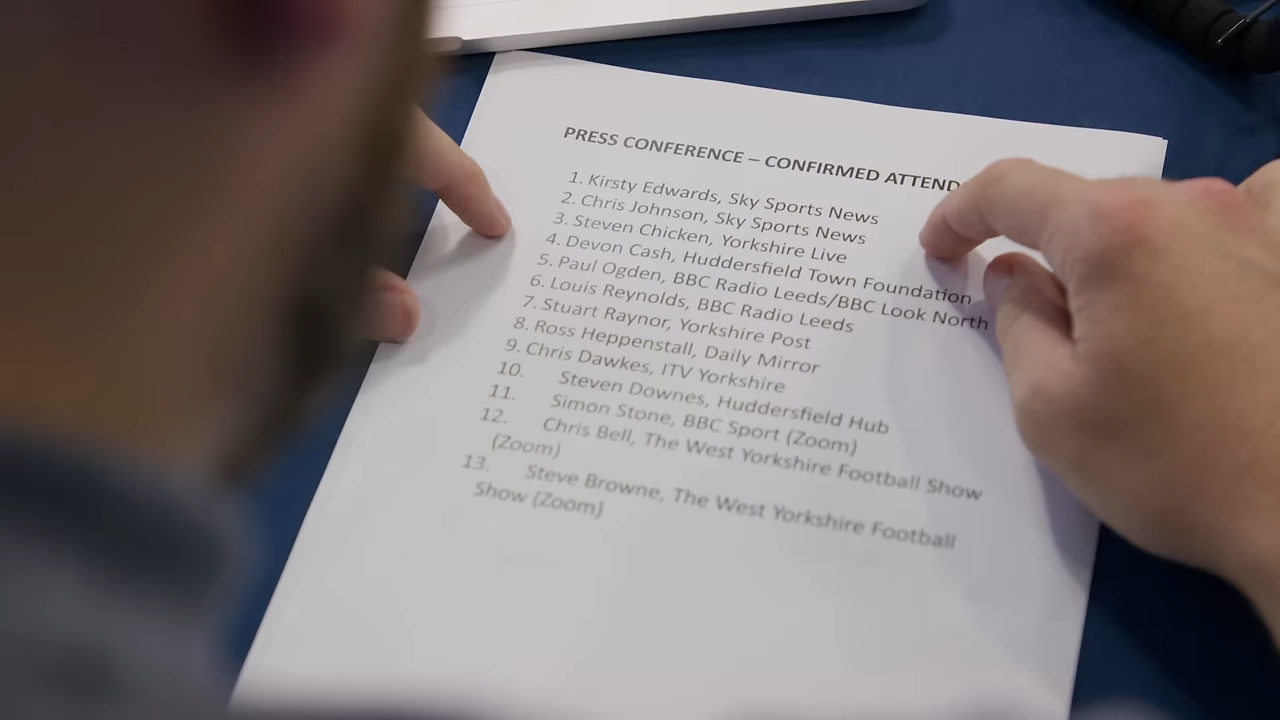 PRESS CONFERENCE – CONFIRMED ATTEND
1. Kirsty Edwards, Sky Sports News
2. Chris Johnson, Sky Sports News
3. Steven Chicken, Yorkshire Live
4. Devon Cash, Huddersfield Town Foundation
5. Paul Ogden, BBC Radio Leeds/BBC Look North
6. Louis Reynolds, BBC Radio Leeds
7. Stuart Raynor, Yorkshire Post
8. Ross Heppenstall, Daily Mirror
9. Chris Dawkes, ITV Yorkshire
10. Steven Downes, Huddersfield Hub
11. Simon Stone, BBC Sport (Zoom)
12. Chris Bell, The West Yorkshire Football Show
(Zoom)
13. Steve Browne, The West Yorkshire Football
Show (Zoom)